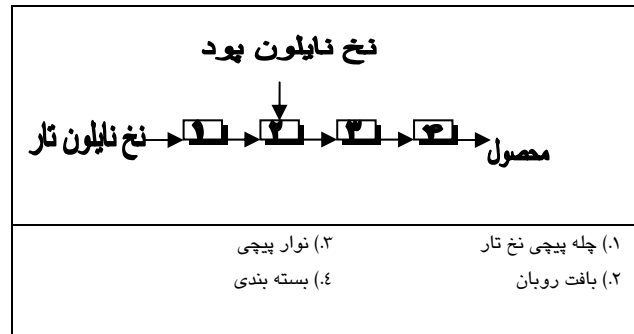 نخ نایلون پود
نخ نایلون تار ۱ ۲ ۳ ۴ محصول
۱.) چله پیچی نخ تار ۳.) نوار پیچی
۲.) بافت روبان ٤.) بسته بندی